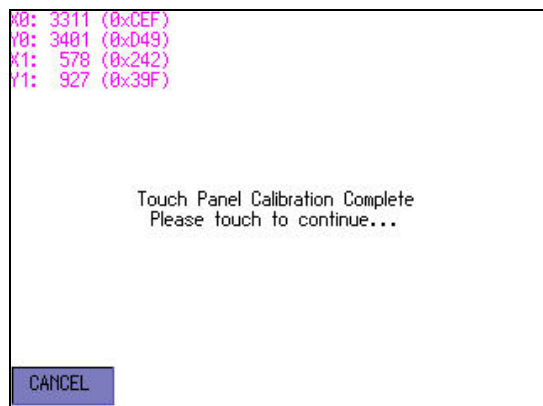 X0: 3311 (0xCEF)
Y0: 3401 (0xD49)
X1: 578 (0x242)
Y1: 927 (0x39F)
Touch Panel Calibration Complete
Please touch to continue...
CANCEL